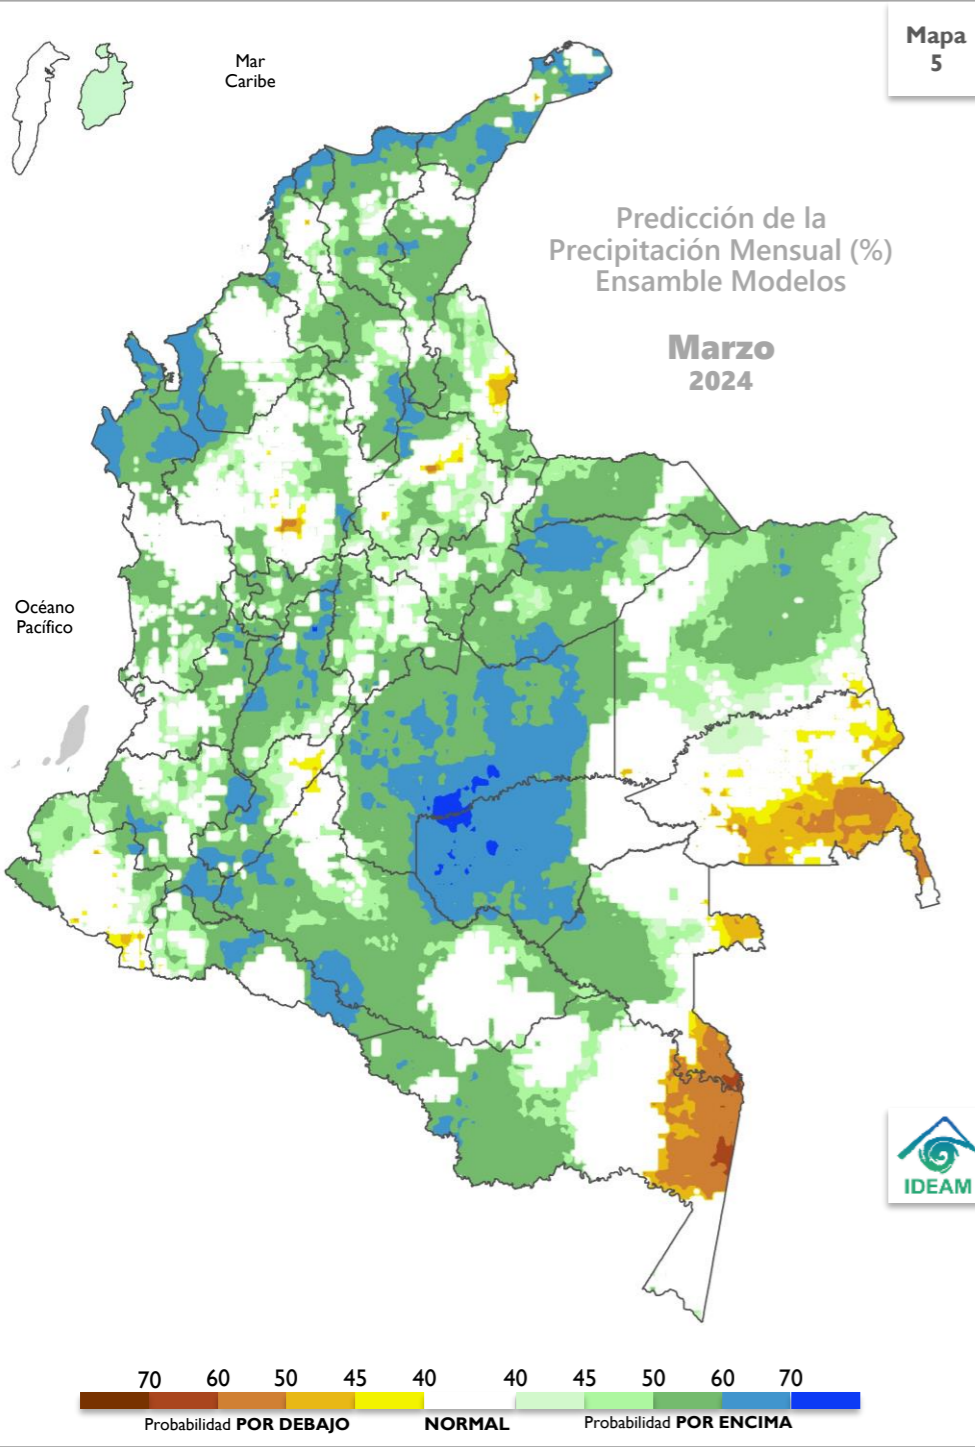 Mapa
5
Mar
Caribe
Predicción de la
Precipitación Mensual (%)
Ensamble Modelos
Marzo
2024
Océano
Pacífico
IDEAM
70 60 50 45 40 40 45 50 60 70
Probabilidad POR DEBAJO NORMAL Probabilidad POR ENCIMA